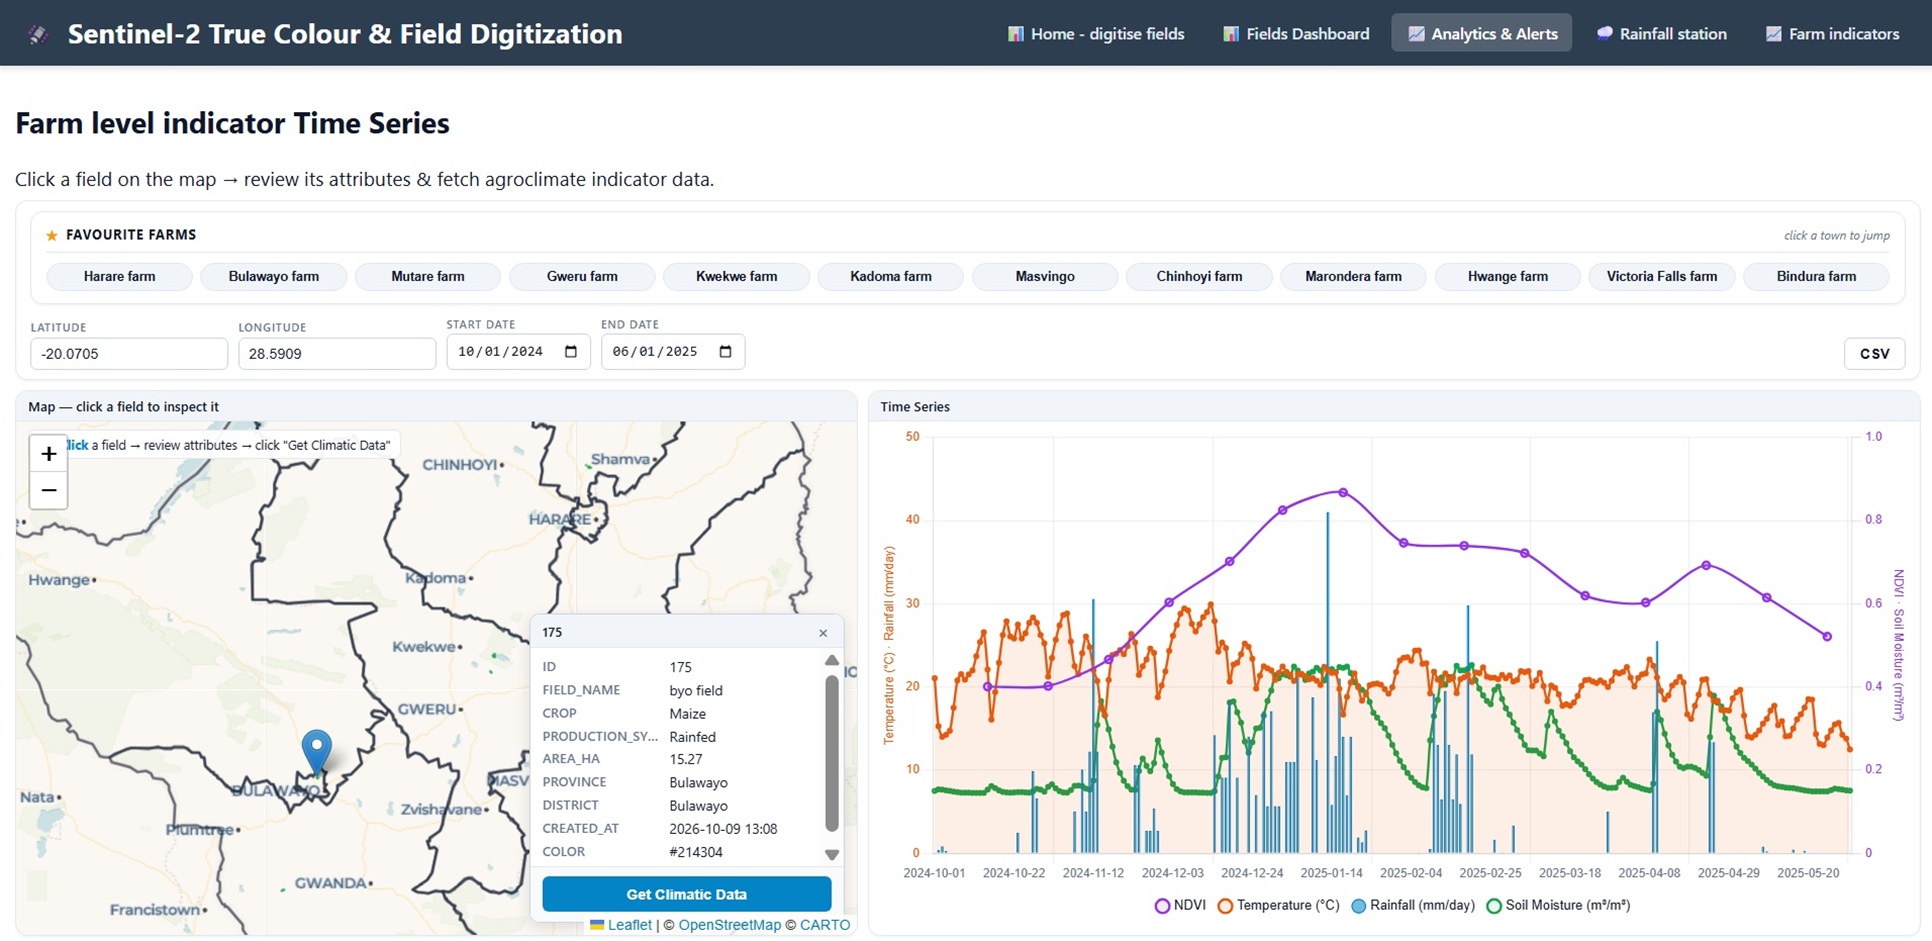 Sentinel-2 True Colour & Field Digitization
Home - digitise fields
Fields Dashboard
Analytics & Alerts
Rainfall station
Farm indicators
Farm level indicator Time Series
Click a field on the map → review its attributes & fetch agroclimate indicator data.
★ FAVOURITE FARMS
click a town to jump
Harare farm
Bulawayo farm
Mutare farm
Gweru farm
Kwekwe farm
Kadoma farm
Masvingo
Chinhoyi farm
Marondera farm
Hwange farm
Victoria Falls farm
Bindura farm
LATITUDE
LONGITUDE
START DATE
END DATE
-20.0705
28.5909
10/01/2024
06/01/2025
CSV
Map — click a field to inspect it
+
−
lick a field → review attributes → click "Get Climatic Data"
CHINHOYI
Shamva
HARARE
Hwange
Kadoma
Kwekwe
GWERU
BULAWAYO
MASV
Zvishavane
Nata
Plumtree
GWANDA
Francistown
175 ×
ID 175
FIELD_NAME byo field
CROP Maize
PRODUCTION_SY... Rainfed
AREA_HA 15.27
PROVINCE Bulawayo
DISTRICT Bulawayo
CREATED_AT 2026-10-09 13:08
COLOR #214304
Get Climatic Data
Leaflet | © OpenStreetMap © CARTO
Time Series
50
40
30
20
10
0
Temperature (°C) · Rainfall (mm/day)
1.0
0.8
0.6
0.4
0.2
0
NDVI · Soil Moisture (m³/m³)
2024-10-01 2024-10-22 2024-11-12 2024-12-03 2024-12-24 2025-01-14 2025-02-04 2025-02-25 2025-03-18 2025-04-08 2025-04-29 2025-05-20
NDVI Temperature (°C) Rainfall (mm/day) Soil Moisture (m³/m³)